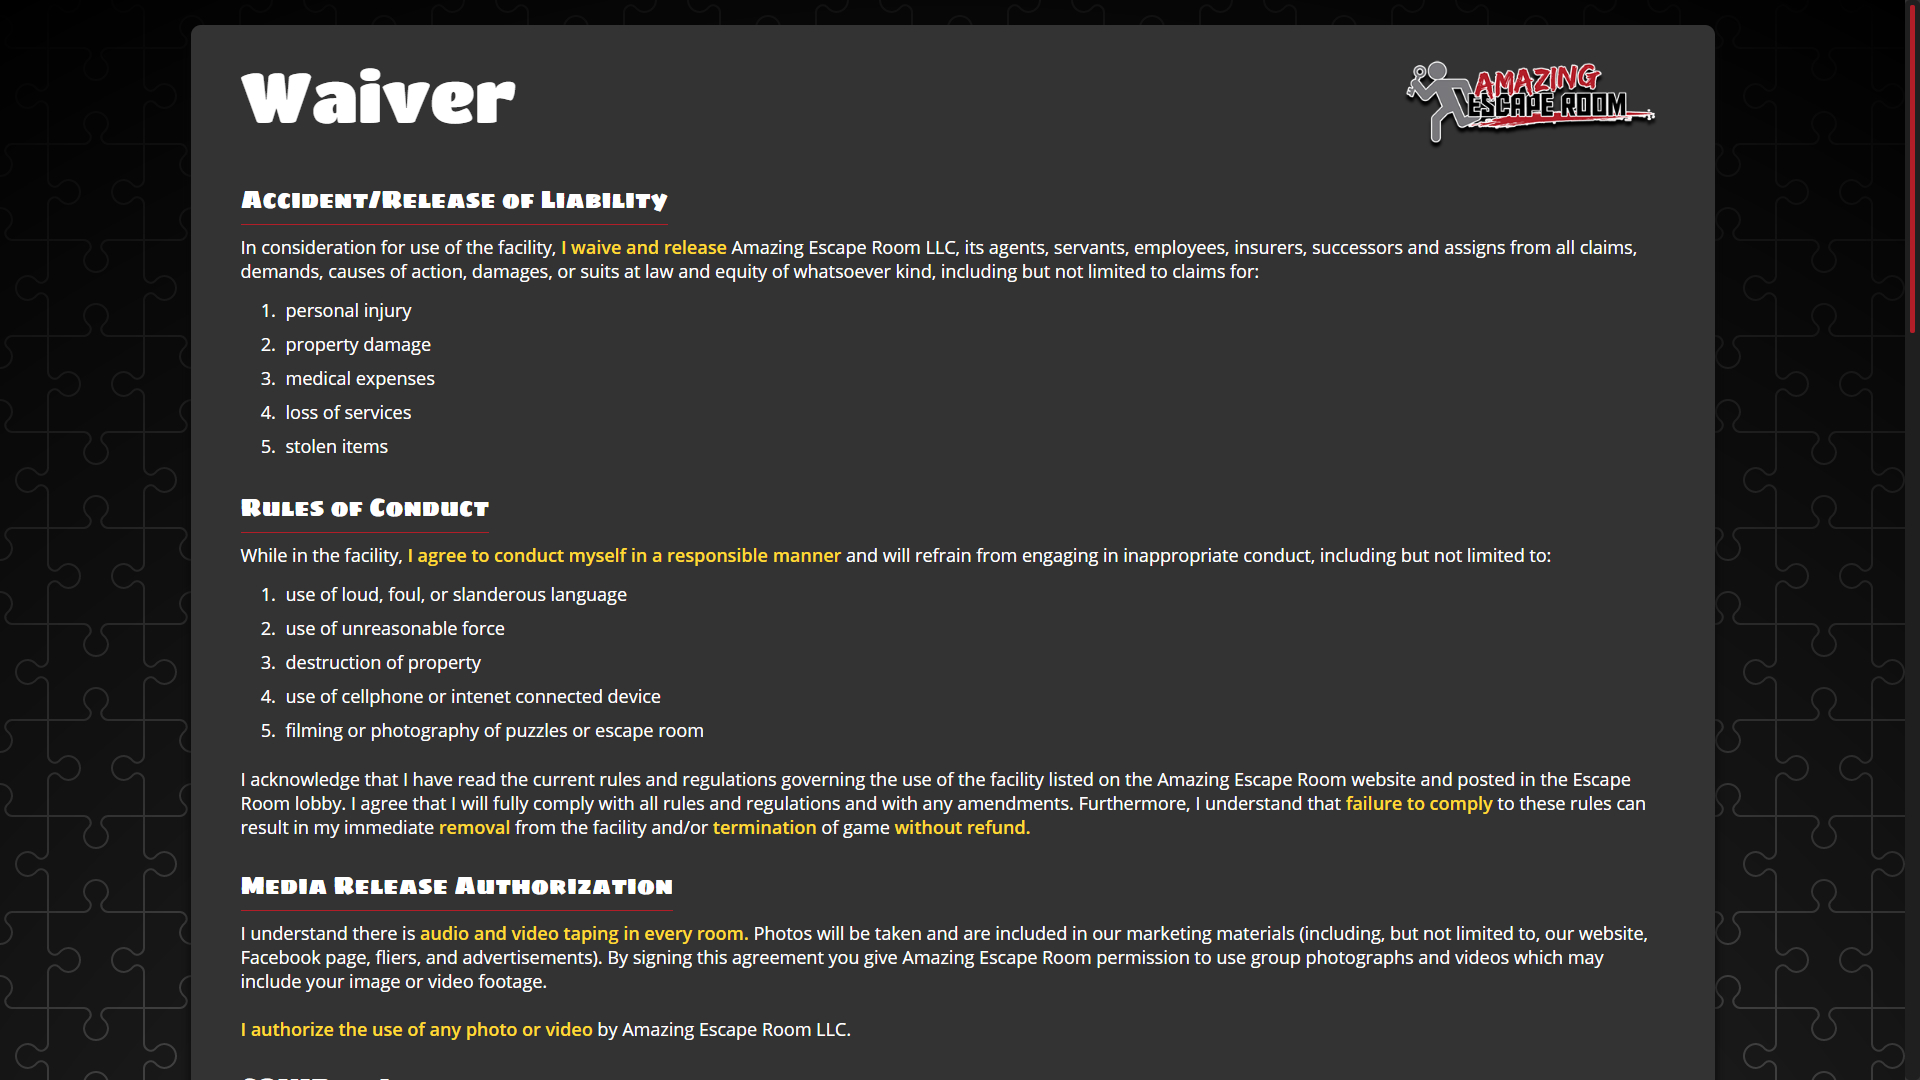 Waiver
AMAZING
ESCAPE ROOM
Accident/Release of Liability
In consideration for use of the facility, I waive and release Amazing Escape Room LLC, its agents, servants, employees, insurers, successors and assigns from all claims,
demands, causes of action, damages, or suits at law and equity of whatsoever kind, including but not limited to claims for:
1. personal injury
2. property damage
3. medical expenses
4. loss of services
5. stolen items
Rules of Conduct
While in the facility, I agree to conduct myself in a responsible manner and will refrain from engaging in inappropriate conduct, including but not limited to:
1. use of loud, foul, or slanderous language
2. use of unreasonable force
3. destruction of property
4. use of cellphone or intenet connected device
5. filming or photography of puzzles or escape room
I acknowledge that I have read the current rules and regulations governing the use of the facility listed on the Amazing Escape Room website and posted in the Escape
Room lobby. I agree that I will fully comply with all rules and regulations and with any amendments. Furthermore, I understand that failure to comply to these rules can
result in my immediate removal from the facility and/or termination of game without refund.
Media Release Authorization
I understand there is audio and video taping in every room. Photos will be taken and are included in our marketing materials (including, but not limited to, our website,
Facebook page, fliers, and advertisements). By signing this agreement you give Amazing Escape Room permission to use group photographs and videos which may
include your image or video footage.
I authorize the use of any photo or video by Amazing Escape Room LLC.